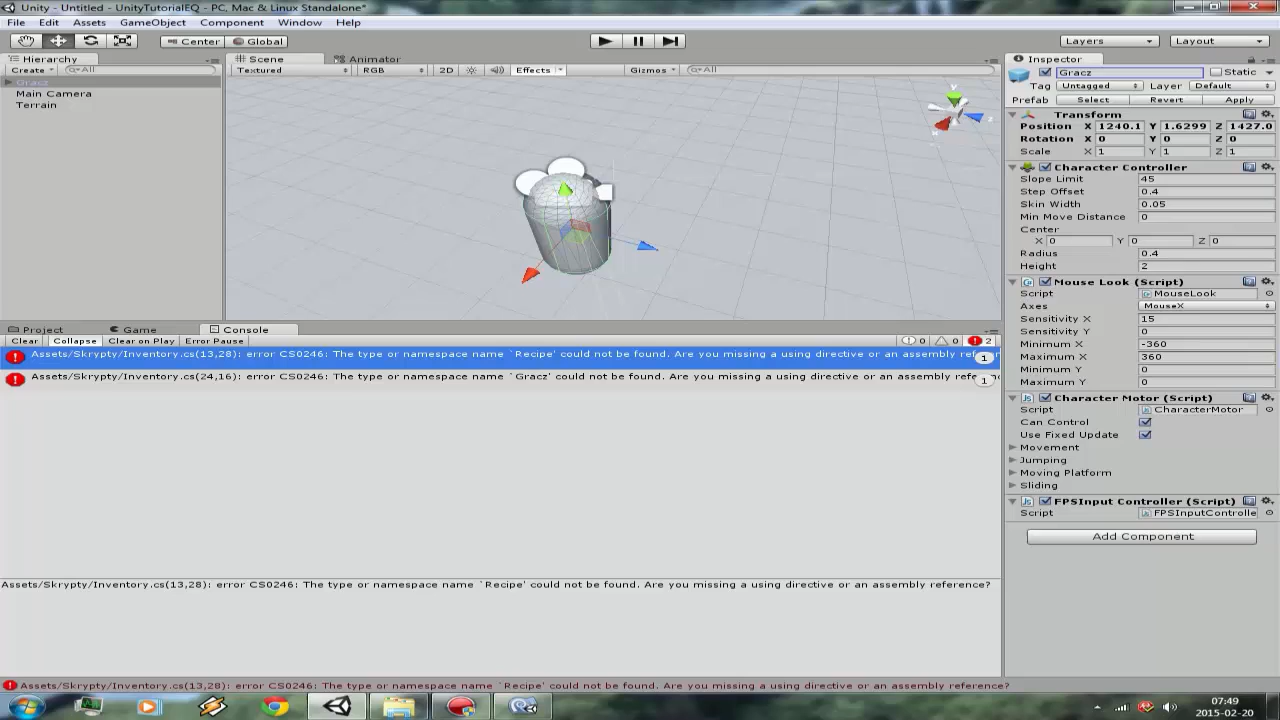 Unity - Untitled - UnityTutorialEQ - PC, Mac & Linux Standalone*
File Edit Assets GameObject Component Window Help
Center Global Layers Layout
Hierarchy
Create All
Gracz
Main Camera
Terrain
Scene Animator
Textured RGB 2D Effects Gizmos All
y
x
z
Project Game Console
Clear Collapse Clear on Play Error Pause 0 0 2
Assets/Skrypty/Inventory.cs(13,28): error CS0246: The type or namespace name `Recipe' could not be found. Are you missing a using directive or an assembly refe 1
Assets/Skrypty/Inventory.cs(24,16): error CS0246: The type or namespace name `Gracz' could not be found. Are you missing a using directive or an assembly refe 1
Assets/Skrypty/Inventory.cs(13,28): error CS0246: The type or namespace name `Recipe' could not be found. Are you missing a using directive or an assembly reference?
Assets/Skrypty/Inventory.cs(13,28): error CS0246: The type or namespace name `Recipe' could not be found. Are you missing a using directive or an assembly reference?
Inspector
Gracz Static
Tag Untagged Layer Default
Prefab Select Revert Apply
Transform
Position X 1240.1 Y 1.6299 Z 1427.0
Rotation X 0 Y 0 Z 0
Scale X 1 Y 1 Z 1
Character Controller
Slope Limit 45
Step Offset 0.4
Skin Width 0.05
Min Move Distance 0
Center
X 0 Y 0 Z 0
Radius 0.4
Height 2
Mouse Look (Script)
Script MouseLook
Axes MouseX
Sensitivity X 15
Sensitivity Y 0
Minimum X -360
Maximum X 360
Minimum Y 0
Maximum Y 0
Character Motor (Script)
Script CharacterMotor
Can Control
Use Fixed Update
Movement
Jumping
Moving Platform
Sliding
FPSInput Controller (Script)
Script FPSInputControlle
Add Component
07:49
2015-02-20